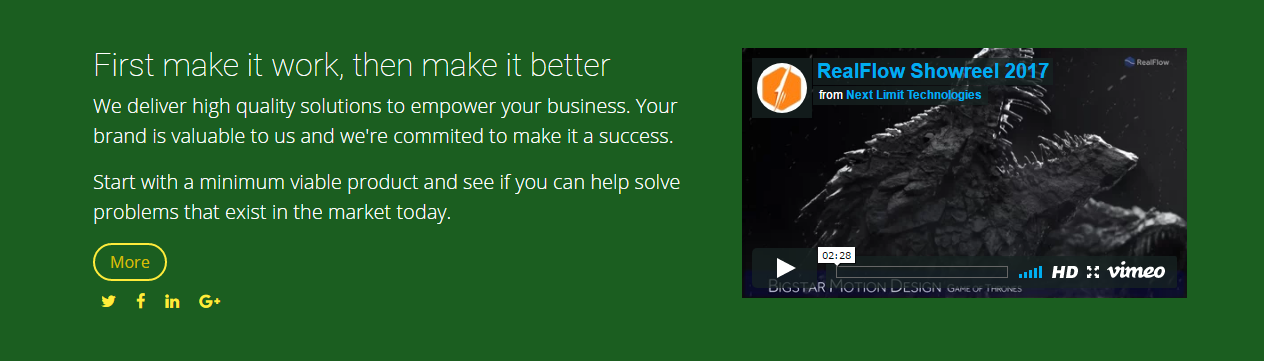 First make it work, then make it better
We deliver high quality solutions to empower your business. Your
brand is valuable to us and we're commited to make it a success.
Start with a minimum viable product and see if you can help solve
problems that exist in the market today.
More
RealFlow Showreel 2017
from Next Limit Technologies
RealFlow
02:28
HD
vimeo
BIGSTAR MOTION DESIGN GAME OF THRONES